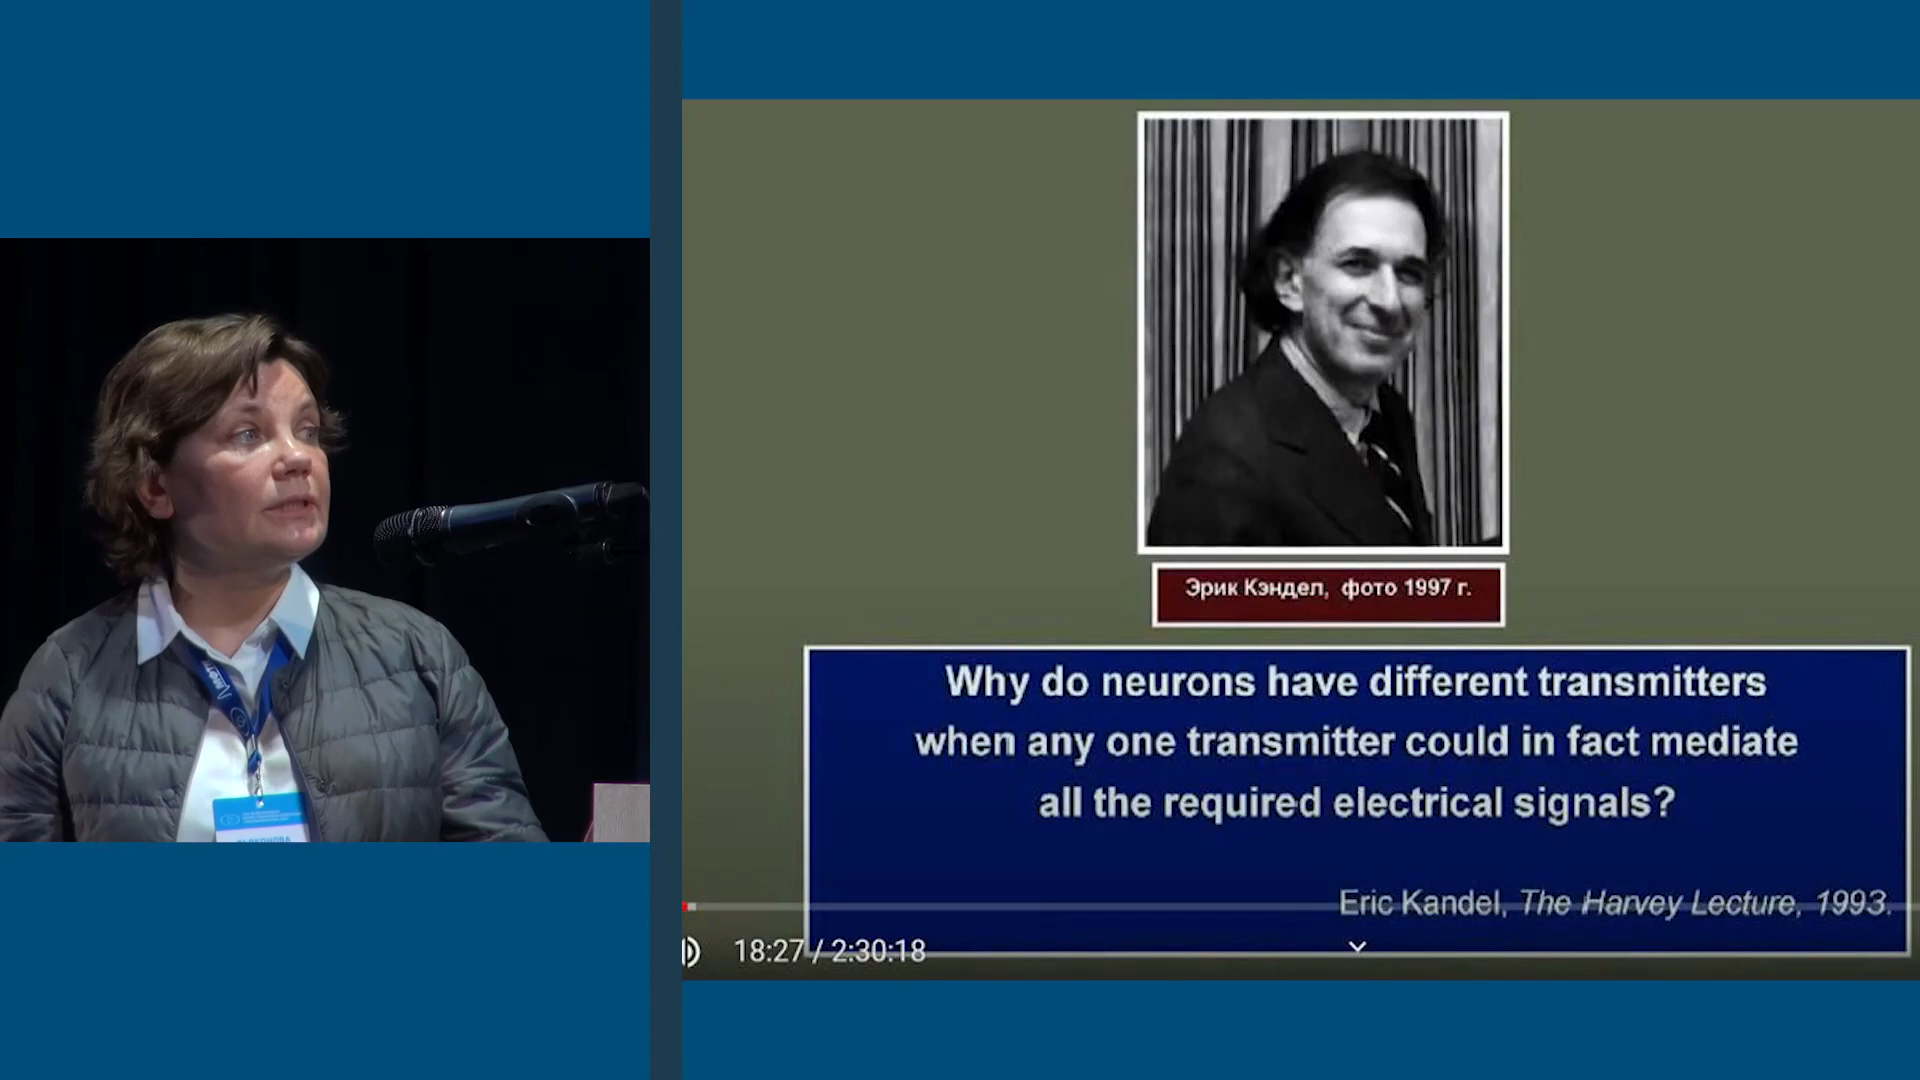 Эрик Кэндел, фото 1997 г.
Why do neurons have different transmitters
when any one transmitter could in fact mediate
all the required electrical signals?
Eric Kandel, The Harvey Lecture, 1993.
18:27 / 2:30:18